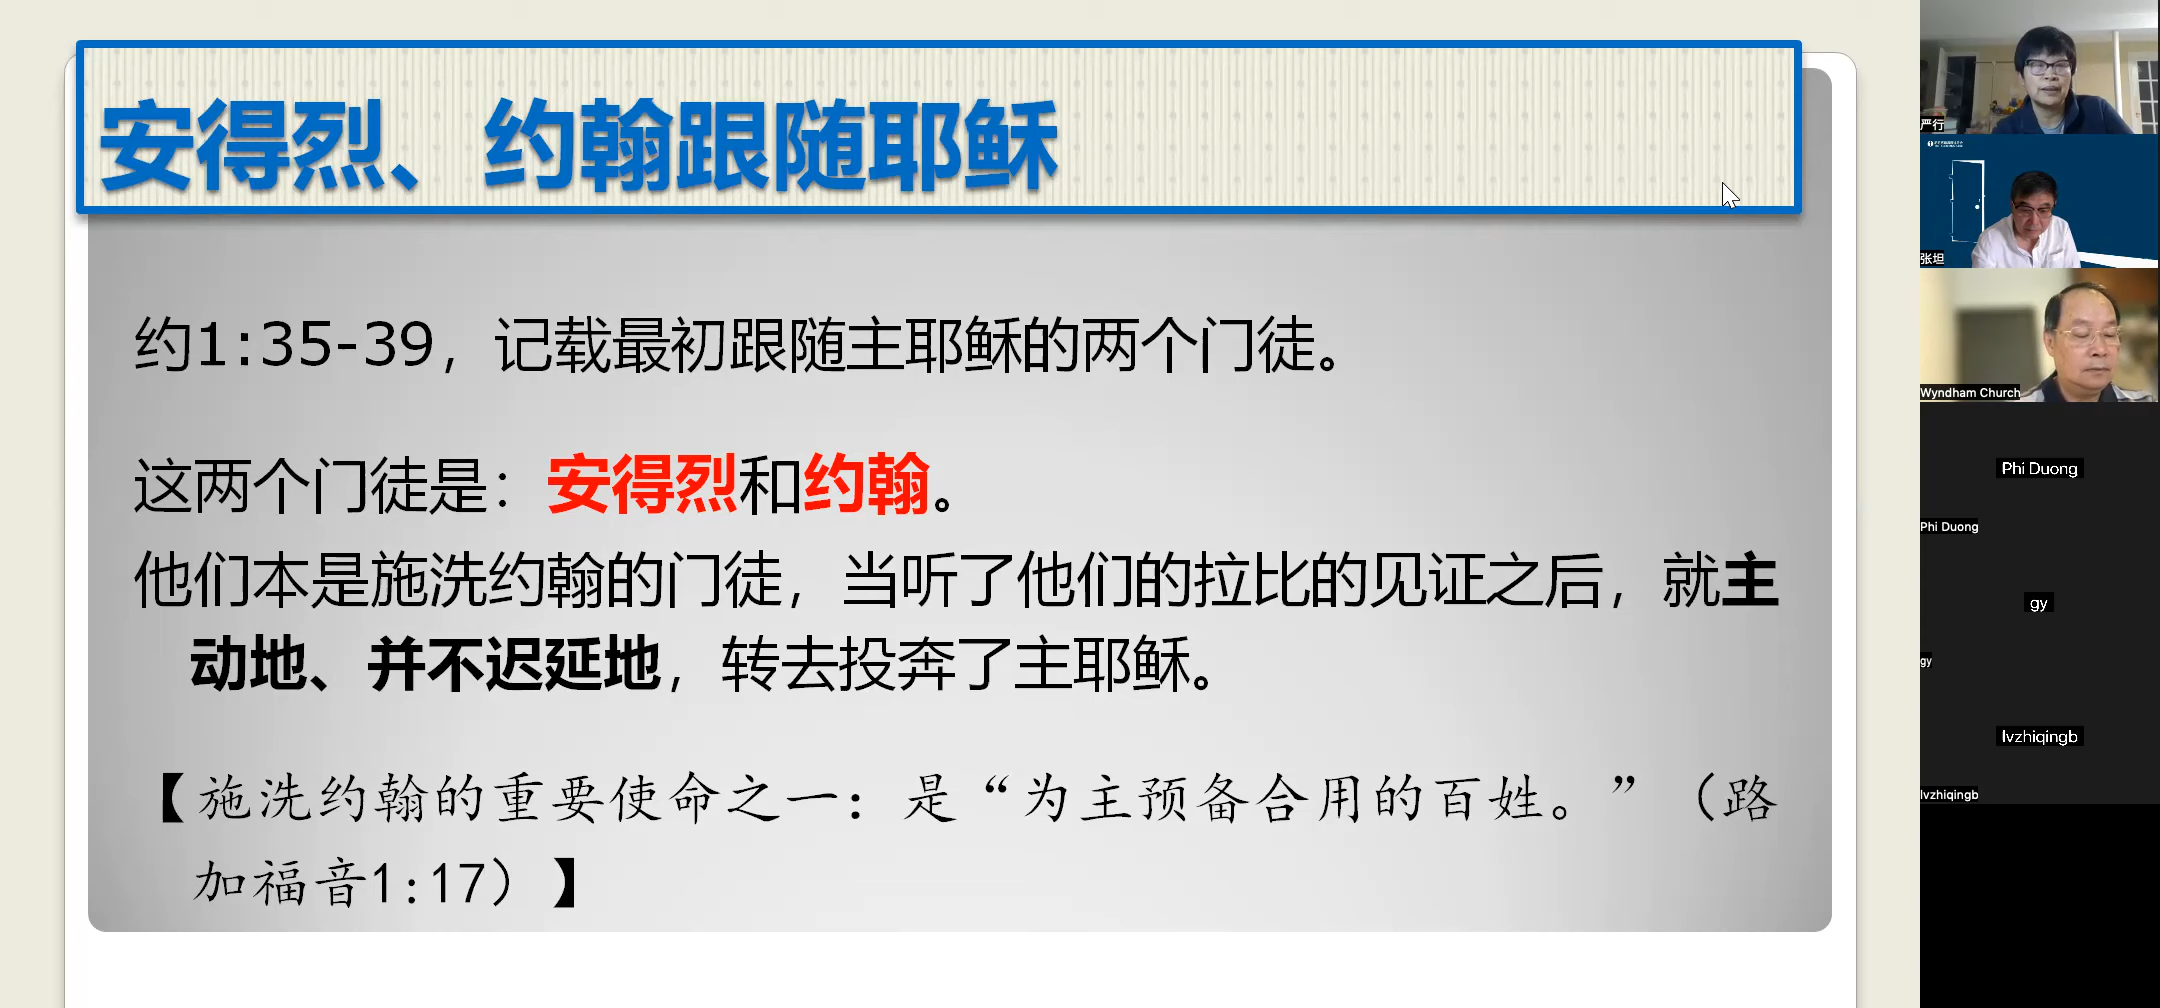 安得烈、约翰跟随耶稣
约1:35-39，记载最初跟随主耶稣的两个门徒。
这两个门徒是：安得烈和约翰。
他们本是施洗约翰的门徒，当听了他们的拉比的见证之后，就主
动地、并不迟延地，转去投奔了主耶稣。
【施洗约翰的重要使命之一：是“为主预备合用的百姓。”（路
加福音1:17）】
严行
张坦
Wyndham Church
Phi Duong
Phi Duong
gy
gy
lvzhiqingb
lvzhiqingb